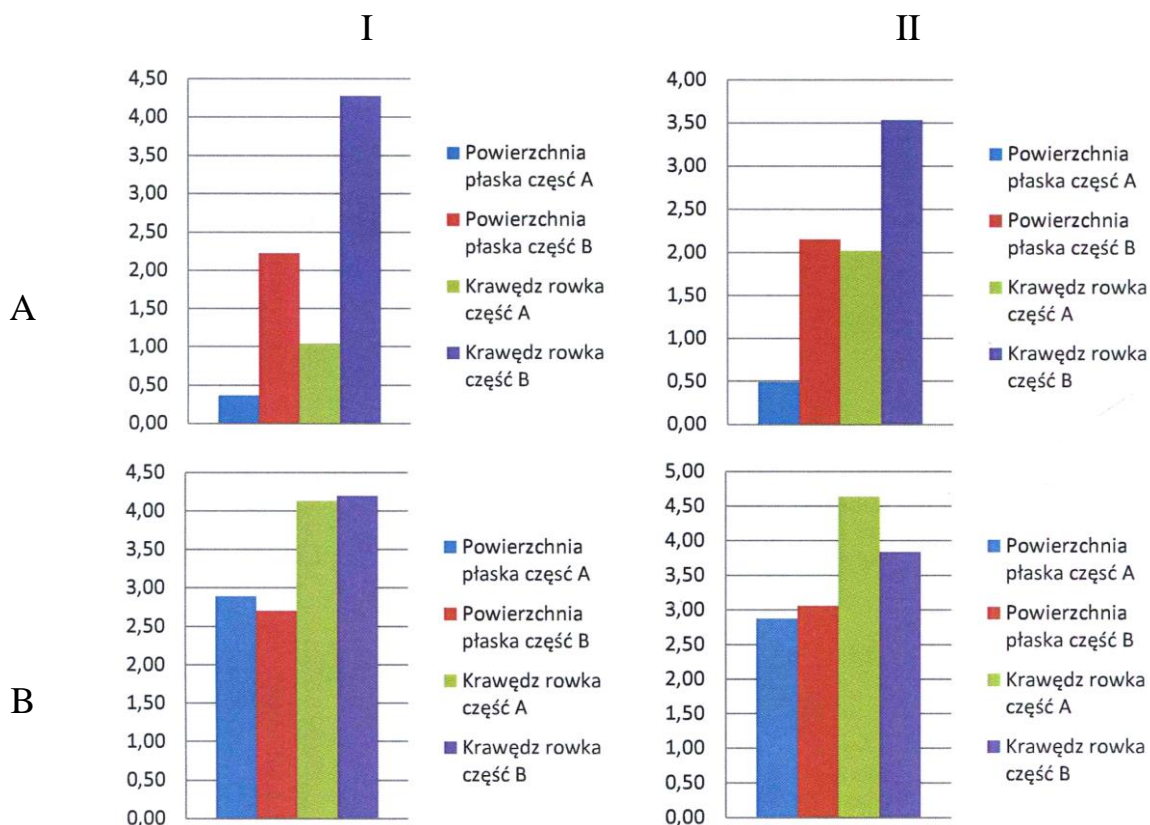 I
II
A
4,50
4,00
3,50
3,00
2,50
2,00
1,50
1,00
0,50
0,00
Powierzchnia
płaska częsć A
Powierzchnia
płaska część B
Krawędz rowka
część A
Krawędz rowka
część B
4,00
3,50
3,00
2,50
2,00
1,50
1,00
0,50
0,00
Powierzchnia
płaska częsć A
Powierzchnia
płaska część B
Krawędz rowka
część A
Krawędz rowka
część B
B
4,50
4,00
3,50
3,00
2,50
2,00
1,50
1,00
0,50
0,00
Powierzchnia
płaska częsć A
Powierzchnia
płaska część B
Krawędz rowka
część A
Krawędz rowka
część B
5,00
4,50
4,00
3,50
3,00
2,50
2,00
1,50
1,00
0,50
0,00
Powierzchnia
płaska częsć A
Powierzchnia
płaska część B
Krawędz rowka
część A
Krawędz rowka
część B